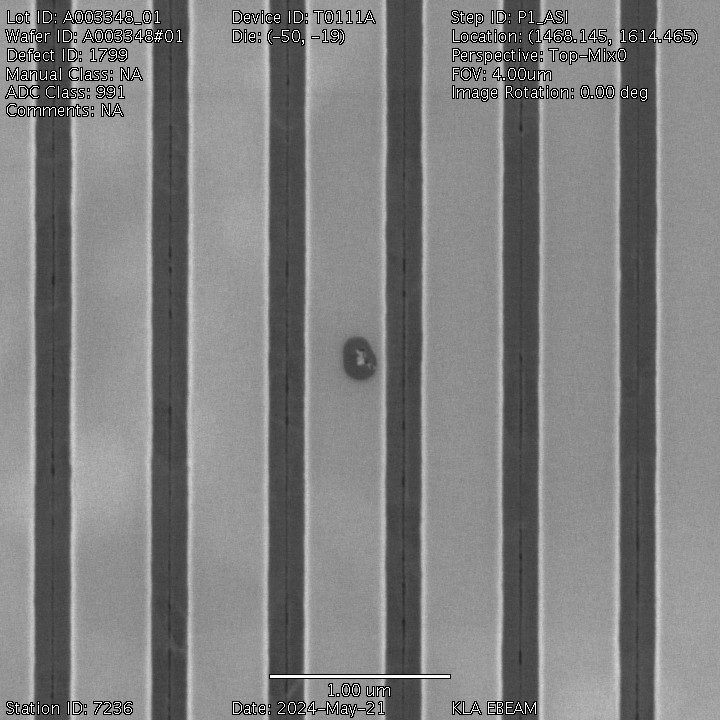 Lot ID: A003348_01 Device ID: T0111A Step ID: P1_ASI
Wafer ID: A003348#01 Die: (-50, -19) Location: (1468.145, 1614.465)
Defect ID: 1799 Perspective: Top-Mix0
Manual Class: NA FOV: 4.00um
ADC Class: 991 Image Rotation: 0.00 deg
Comments: NA
1.00 um
Station ID: 7236 Date: 2024-May-21 KLA EBEAM